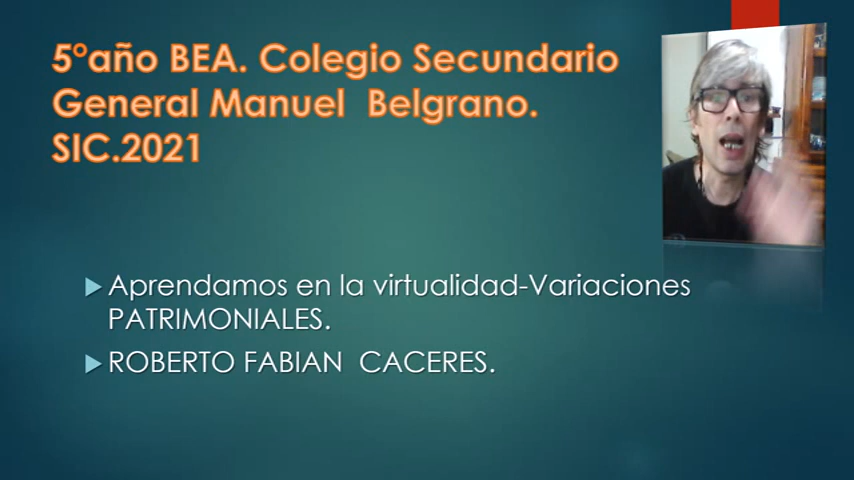 5°año BEA. Colegio Secundario
General Manuel  Belgrano.
SIC.2021
Aprendamos en la virtualidad-Variaciones
PATRIMONIALES.
ROBERTO FABIAN  CACERES.